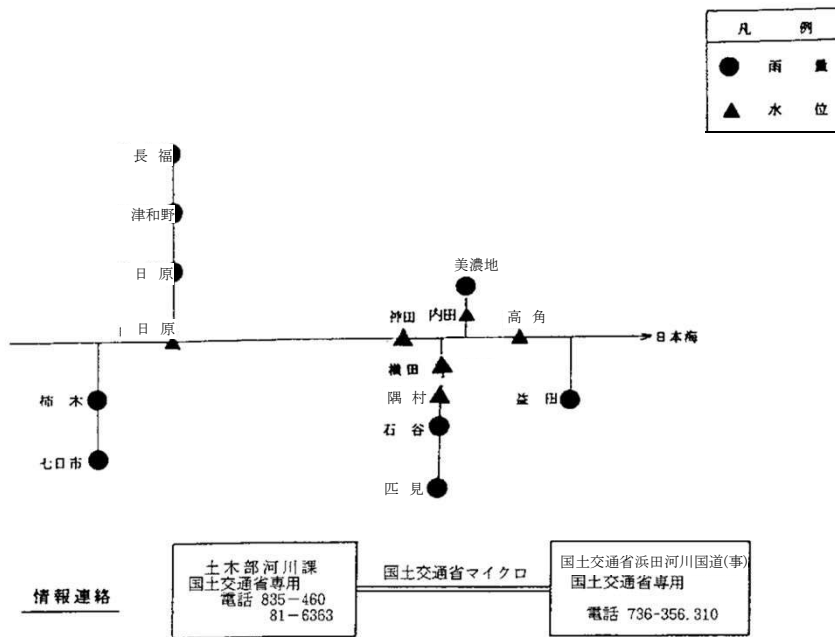 凡 例
雨 量
水 位
長 福
津和野
日 原
日 原
美濃地
神田
内田
高 角
日本海
横田
柿 木
隅 村
益 田
石 谷
七日市
匹 見
情報連絡
土木部河川課
国土交通省専用
電話 835-460
81-6363
国土交通省マイクロ
国土交通省浜田河川国道(事)
国土交通省専用
電話 736-356.310